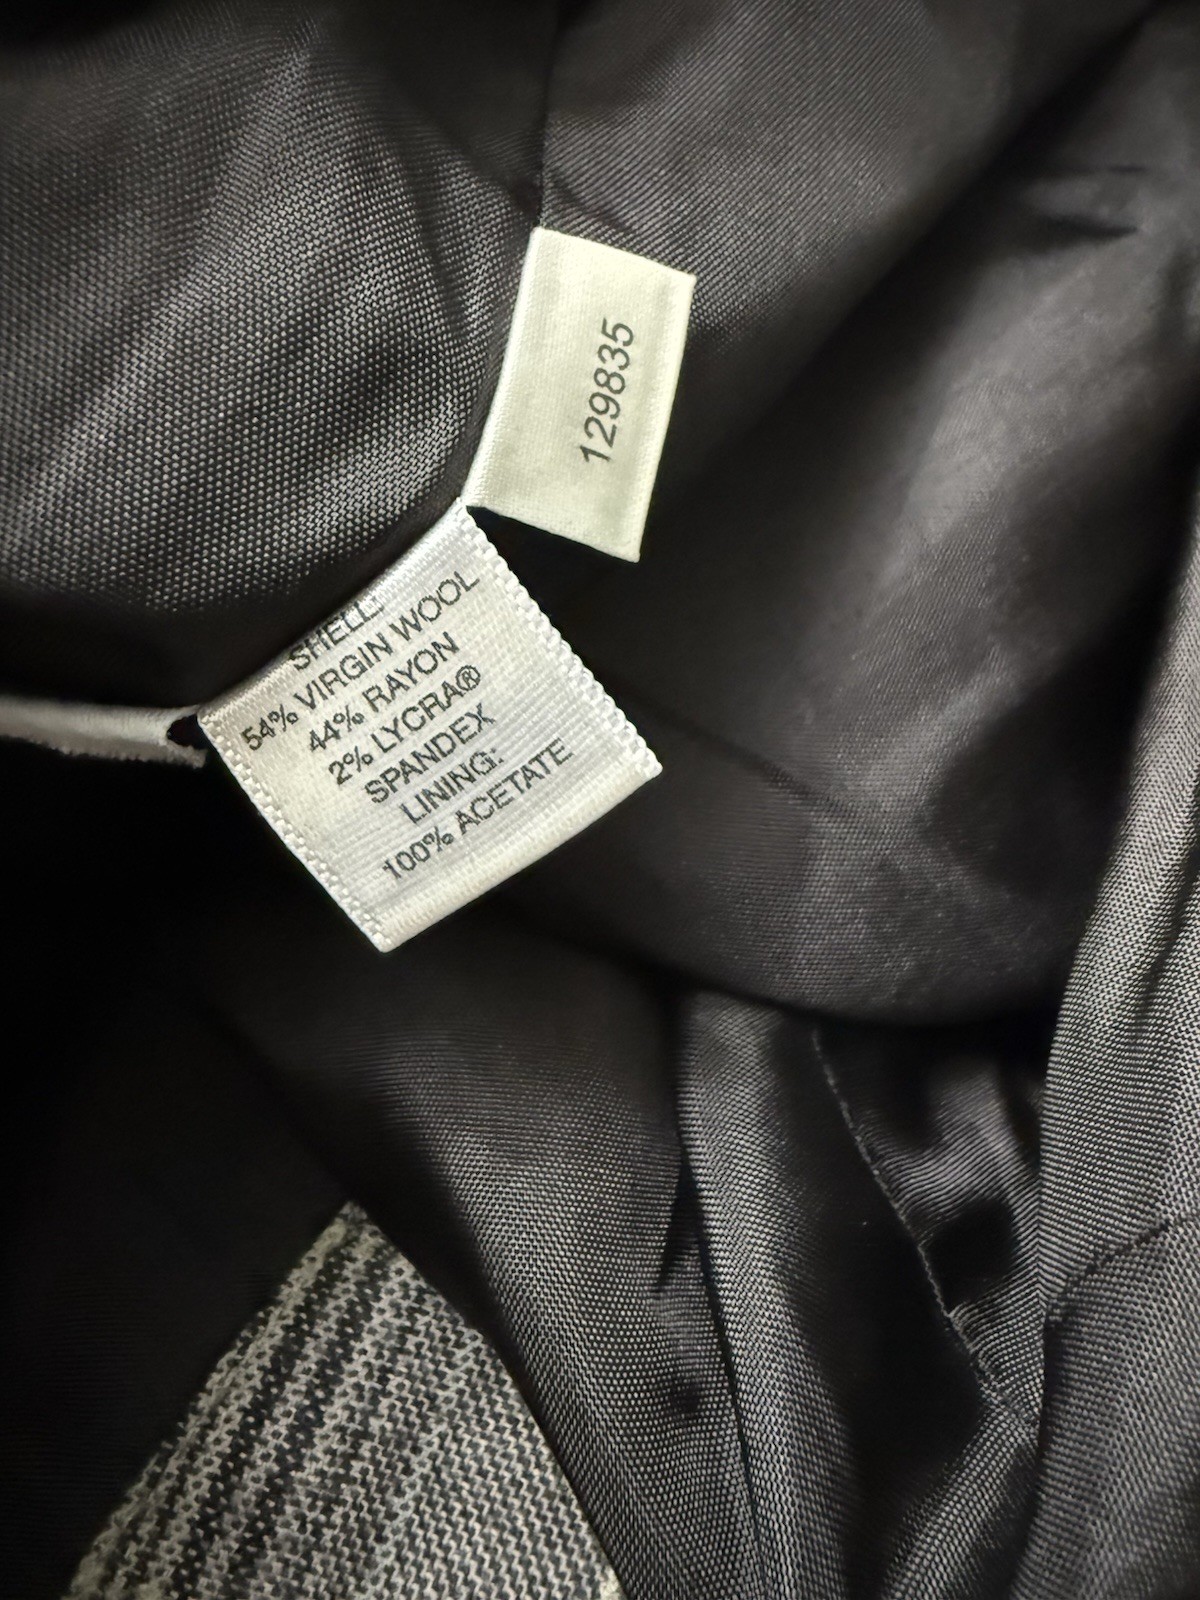 129835
SHELL:
54% VIRGIN WOOL
44% RAYON
2% LYCRA®
SPANDEX
LINING:
100% ACETATE